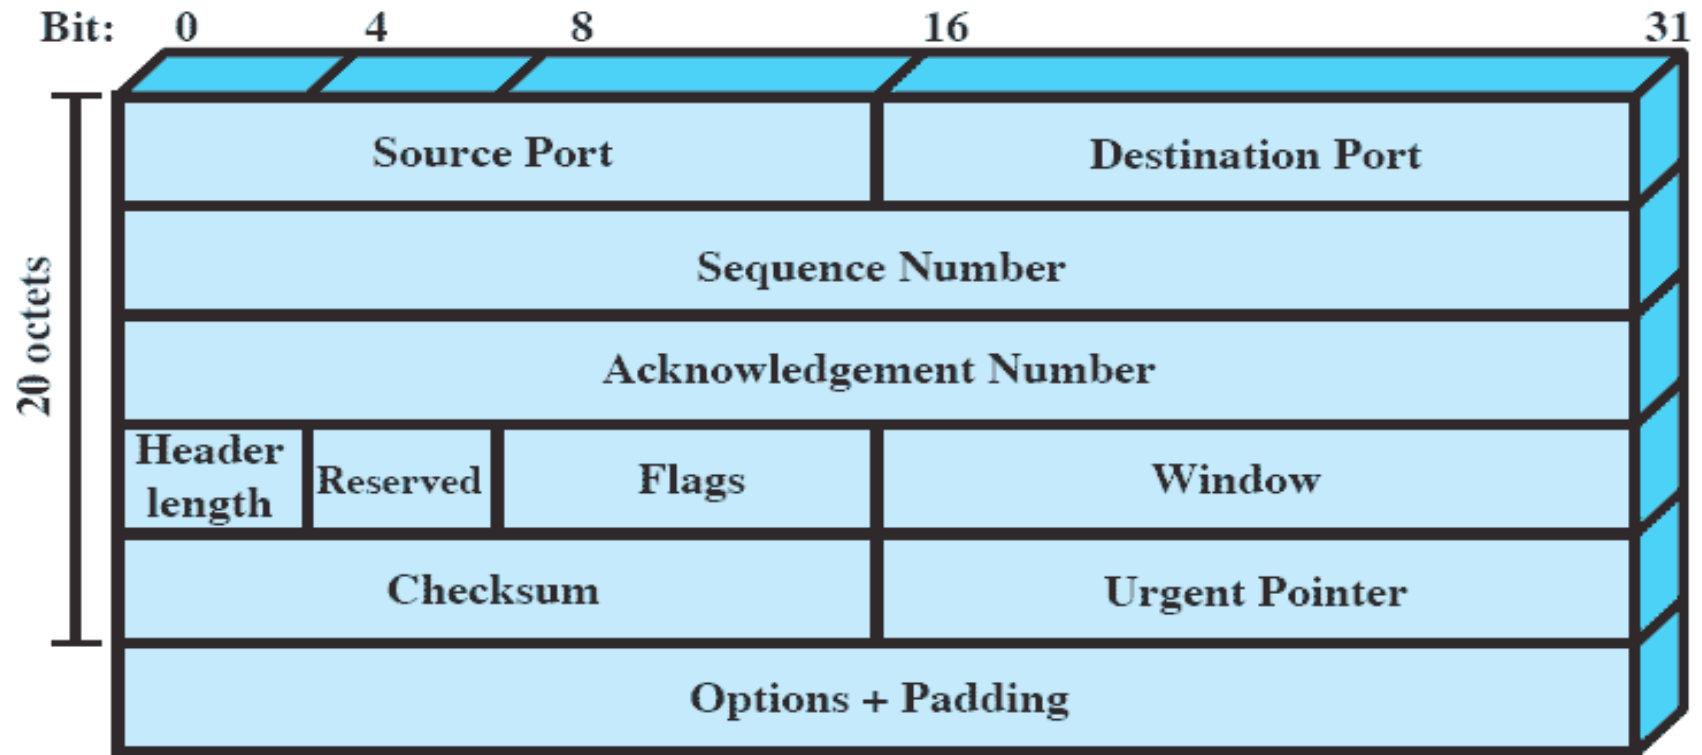 Bit: 0 4 8 16 31
Source Port Destination Port
Sequence Number
20 octets
Acknowledgement Number
Header
length
Reserved Flags Window
Checksum Urgent Pointer
Options + Padding